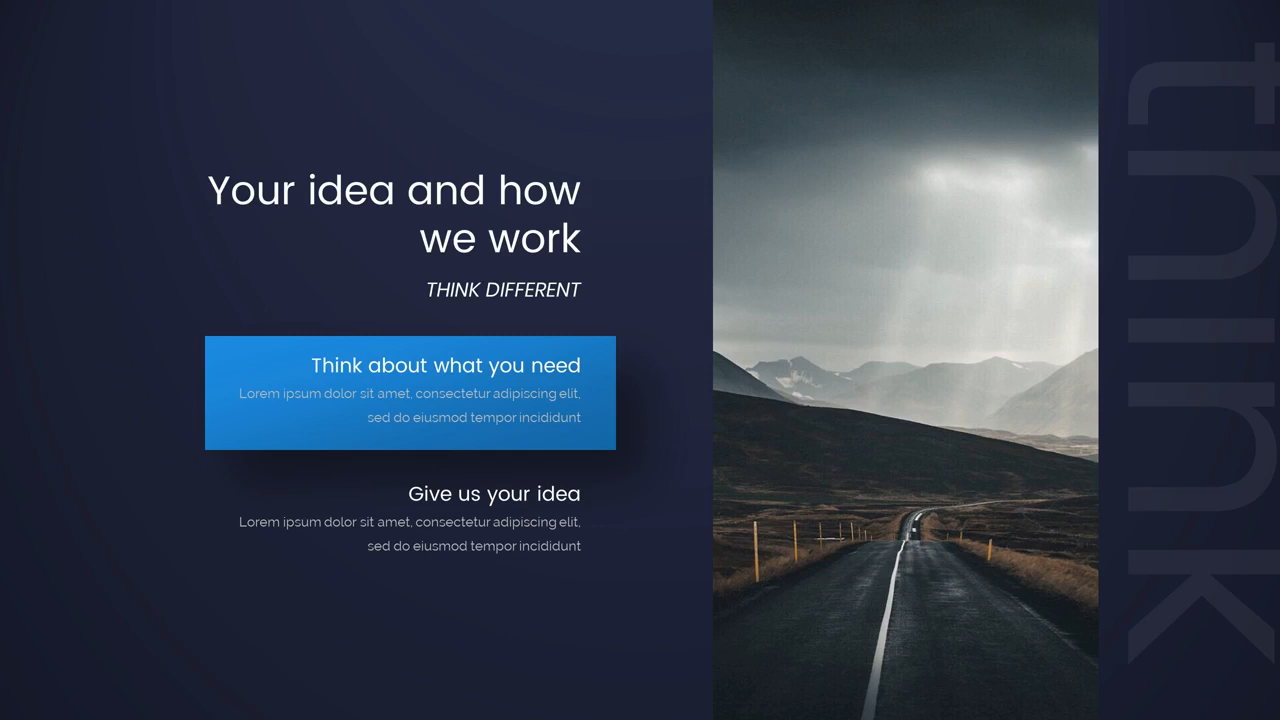 Your idea and how
we work
THINK DIFFERENT
Think about what you need
Lorem ipsum dolor sit amet, consectetur adipiscing elit,
sed do eiusmod tempor incididunt
Give us your idea
Lorem ipsum dolor sit amet, consectetur adipiscing elit,
sed do eiusmod tempor incididunt
think